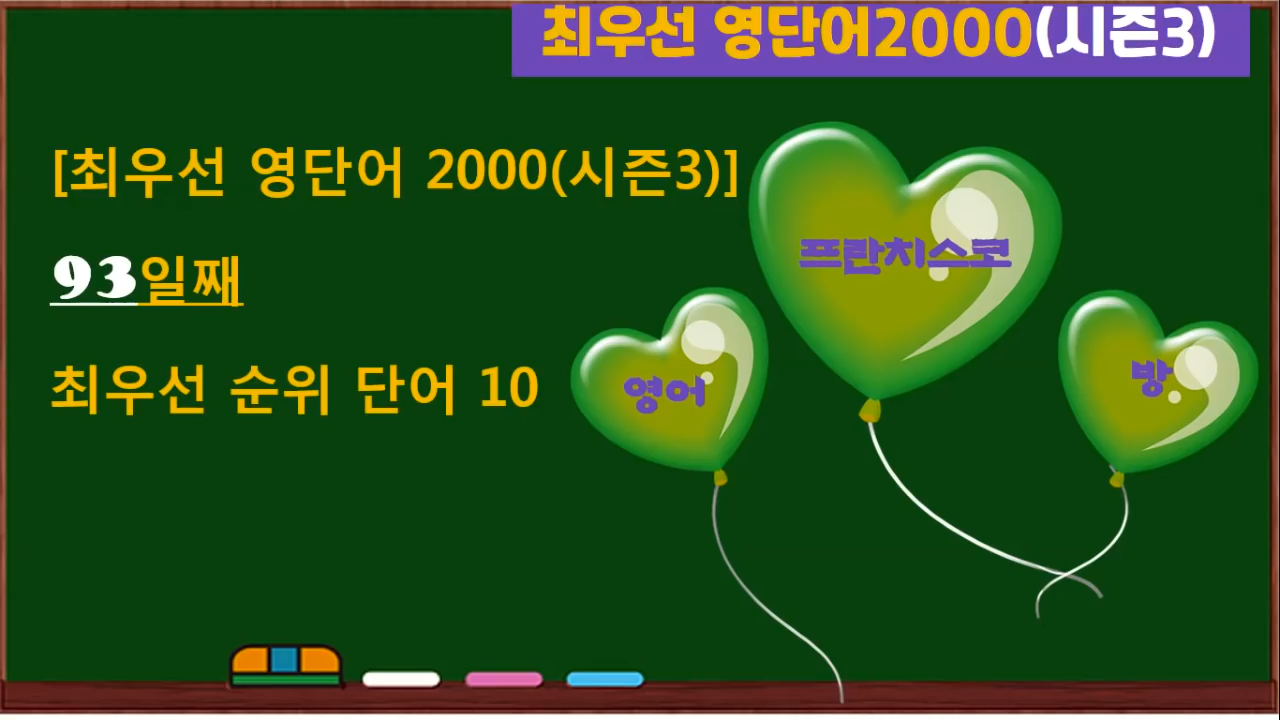 최우선 영단어2000(시즌3)
[최우선 영단어 2000(시즌3)]
93일째
최우선 순위 단어 10
프란치스코
영어
방